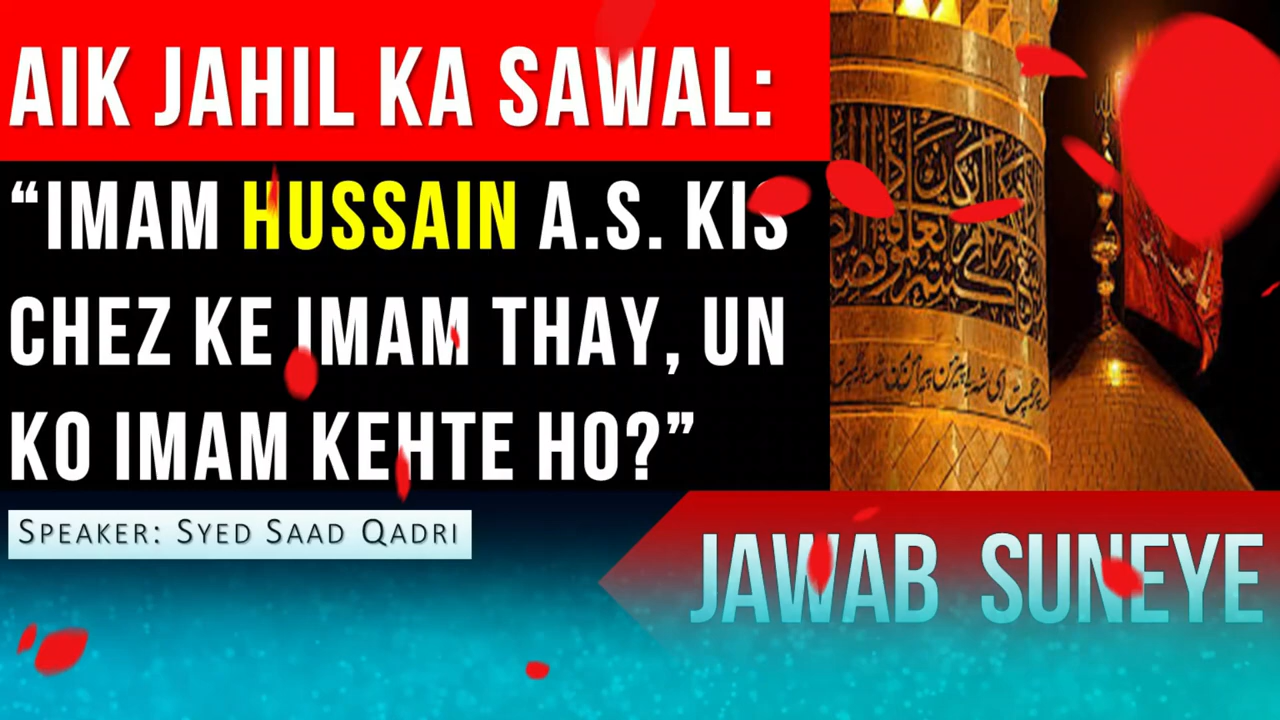 AIK JAHIL KA SAWAL:
“IMAM HUSSAIN A.S. KIS
CHEZ KE IMAM THAY, UN
KO IMAM KEHTE HO?”
SPEAKER: SYED SAAD QADRI
JAWAB SUNEYE